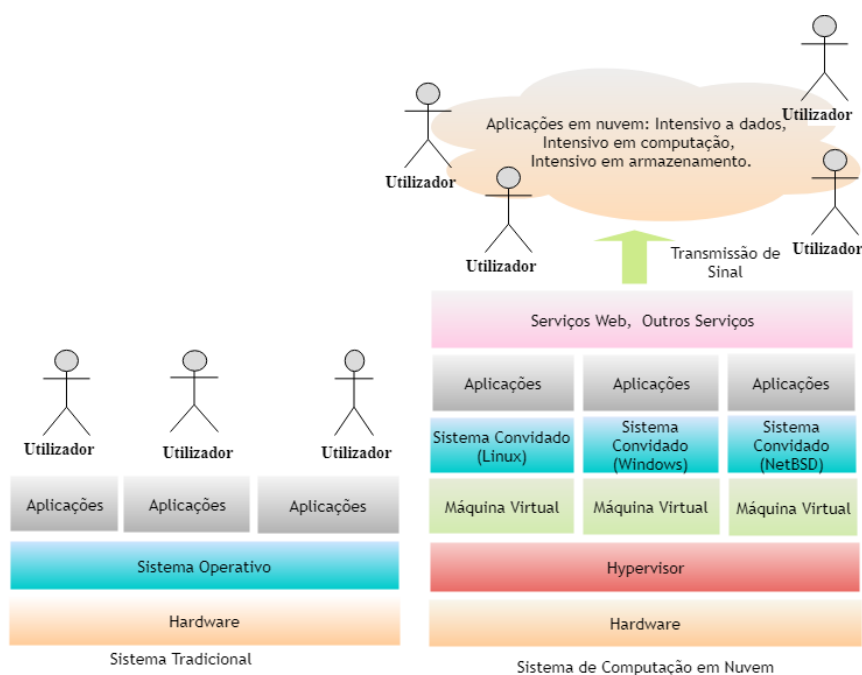 Utilizador
Aplicações em nuvem: Intensivo a dados,
Intensivo em computação,
Intensivo em armazenamento.
Utilizador
Utilizador
Utilizador
Transmissão de
Sinal
Serviços Web, Outros Serviços
Aplicações
Aplicações
Aplicações
Sistema Convidado
(Linux)
Sistema
Convidado
(Windows)
Sistema
Convidado
(NetBSD)
Máquina Virtual
Máquina Virtual
Máquina Virtual
Hypervisor
Hardware
Sistema de Computação em Nuvem
Utilizador
Utilizador
Utilizador
Aplicações
Aplicações
Aplicações
Sistema Operativo
Hardware
Sistema Tradicional